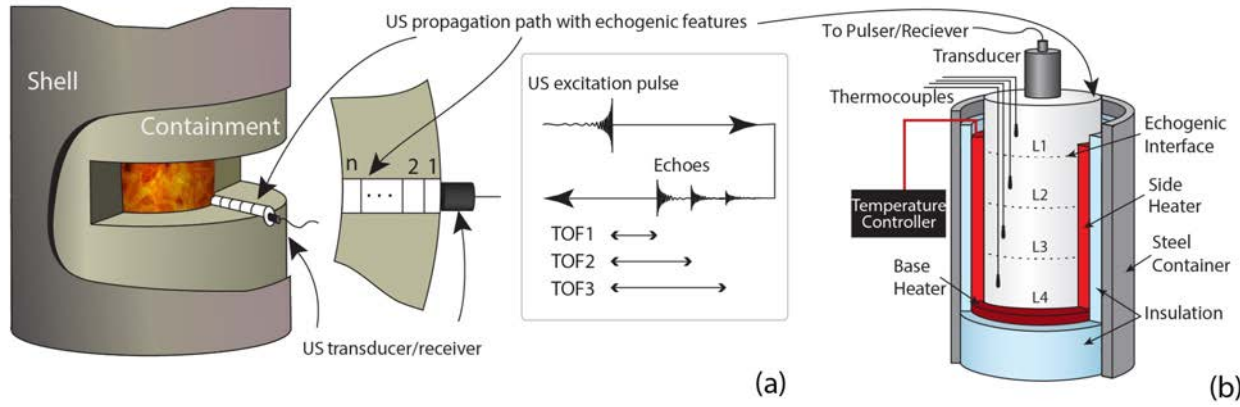 US propagation path with echogenic features
Shell
Containment
n
...
2
1
US transducer/receiver
US excitation pulse
Echoes
TOF1
TOF2
TOF3
(a)
To Pulser/Reciever
Transducer
Thermocouples
Temperature
Controller
Base
Heater
L1
L2
L3
L4
Echogenic
Interface
Side
Heater
Steel
Container
Insulation
(b)